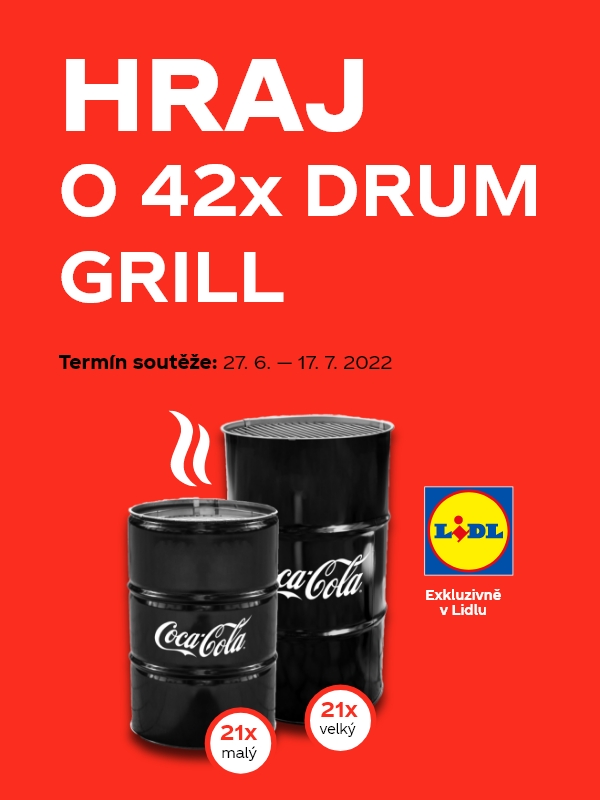 HRAJ
O 42x DRUM
GRILL
Termín soutěže: 27. 6. — 17. 7. 2022
LIDL
Exkluzivně
v Lidlu
ca-Cola
Coca-Cola
21x
velký
21x
malý